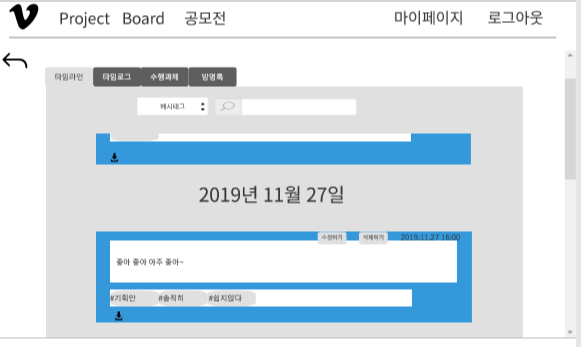 Project Board 공모전 마이페이지 로그아웃
타임라인 타임로그 수행과제 방명록
해시태그
2019년 11월 27일
수정하기 삭제하기 2019.11.27 16:00
좋아 좋아 아주 좋아~
#기획안 #솔직히 #쉽지않다